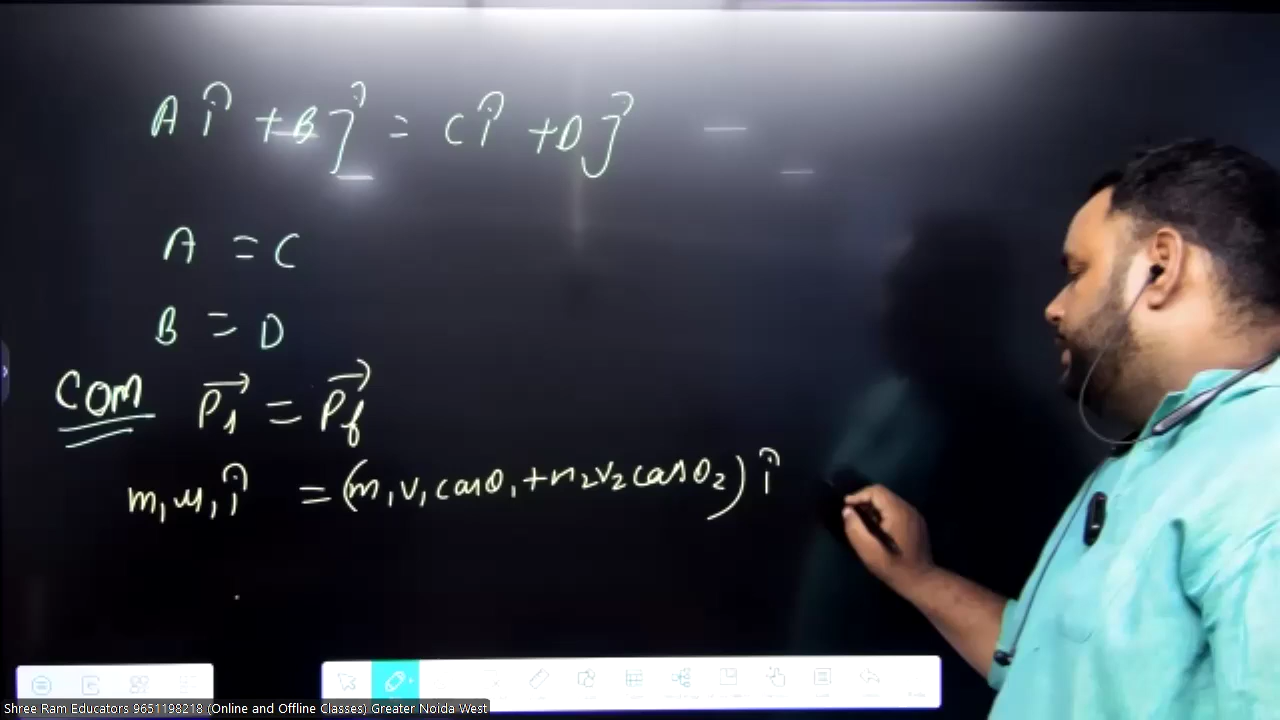 A î + B ĵ = C î + D ĵ
A = C
B = D
COM P⃗₁ = P⃗f
m₁u₁ î = (m₁v₁cosθ₁ + m₂v₂cosθ₂) î
Shree Ram Educators 9651198218 (Online and Offline Classes) Greater Noida West